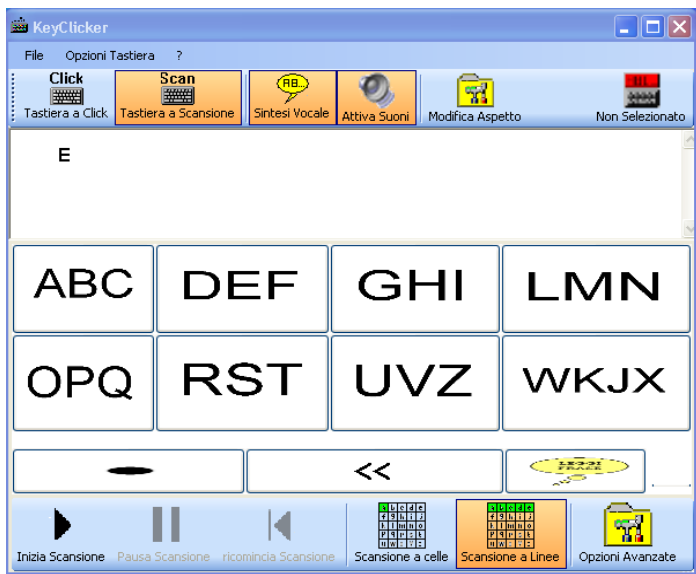 KeyClicker
File Opzioni Tastiera ?
Click Scan
Tastiera a Click Tastiera a Scansione Sintesi Vocale Attiva Suoni Modifica Aspetto Non Selezionato
E
ABC DEF GHI LMN
OPQ RST UVZ WKJX
<<
LEGGI
FRASE
Inizia Scansione Pausa Scansione ricomincia Scansione Scansione a celle Scansione a Linee Opzioni Avanzate